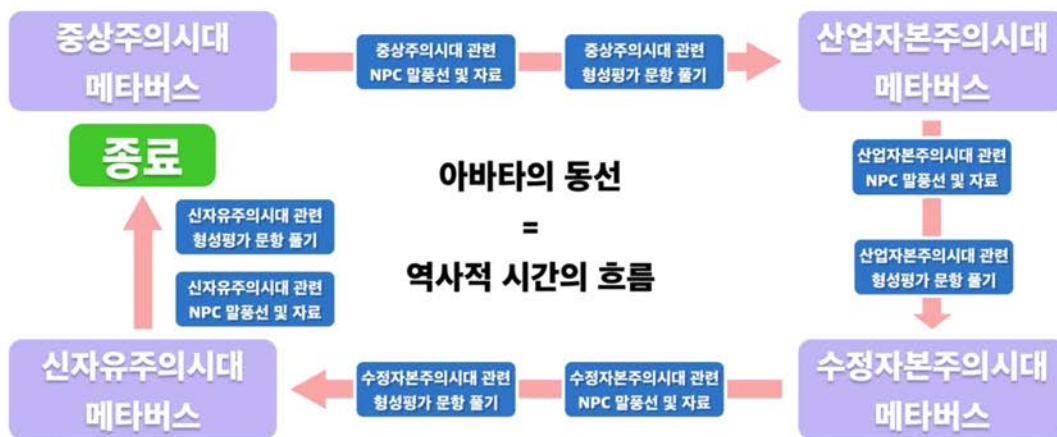 중상주의시대
메타버스
중상주의시대 관련
NPC 말풍선 및 자료
중상주의시대 관련
형성평가 문항 풀기
산업자본주의시대
메타버스
산업자본주의시대 관련
NPC 말풍선 및 자료
산업자본주의시대 관련
형성평가 문항 풀기
수정자본주의시대
메타버스
수정자본주의시대 관련
NPC 말풍선 및 자료
수정자본주의시대 관련
형성평가 문항 풀기
신자유주의시대
메타버스
신자유주의시대 관련
NPC 말풍선 및 자료
신자유주의시대 관련
형성평가 문항 풀기
종료
아바타의 동선
=
역사적 시간의 흐름